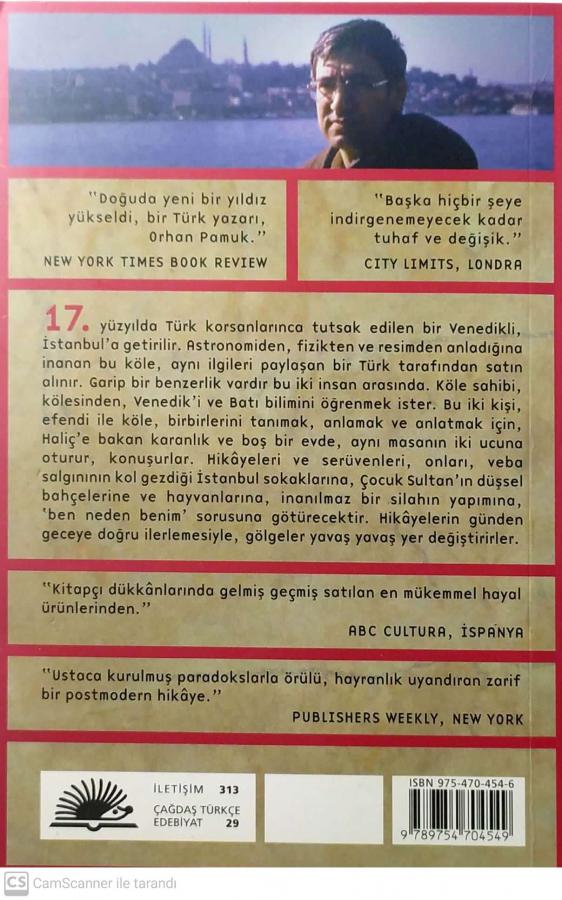 "Doğuda yeni bir yıldız
yükseldi, bir Türk yazarı,
Orhan Pamuk."
NEW YORK TIMES BOOK REVIEW
"Başka hiçbir şeye
indirgenemeyecek kadar
tuhaf ve değişik."
CITY LIMITS, LONDRA
17. yüzyılda Türk korsanlarınca tutsak edilen bir Venedikli,
İstanbul'a getirilir. Astronomiden, fizikten ve resimden anladığına
inanan bu köle, aynı ilgileri paylaşan bir Türk tarafından satın
alınır. Garip bir benzerlik vardır bu iki insan arasında. Köle sahibi,
kölesinden, Venedik'i ve Batı bilimini öğrenmek ister. Bu iki kişi,
efendi ile köle, birbirlerini tanımak, anlamak ve anlatmak için,
Haliç'e bakan karanlık ve boş bir evde, aynı masanın iki ucuna
oturur, konuşurlar. Hikâyeleri ve serüvenleri, onları, veba
salgınının kol gezdiği İstanbul sokaklarına, Çocuk Sultan'ın düşsel
bahçelerine ve hayvanlarına, inanılmaz bir silahın yapımına,
'ben neden benim' sorusuna götürecektir. Hikâyelerin günden
geceye doğru ilerlemesiyle, gölgeler yavaş yavaş yer değiştirirler.
"Kitapçı dükkânlarında gelmiş geçmiş satılan en mükemmel hayal
ürünlerinden."
ABC CULTURA, İSPANYA
"Ustaca kurulmuş paradokslarla örülü, hayranlık uyandıran zarif
bir postmodern hikâye."
PUBLISHERS WEEKLY, NEW YORK
İLETİŞİM 313
ÇAĞDAŞ TÜRKÇE
EDEBİYAT 29
ISBN 975-470-454-6
9 789754 704549
CS CamScanner ile tarandı